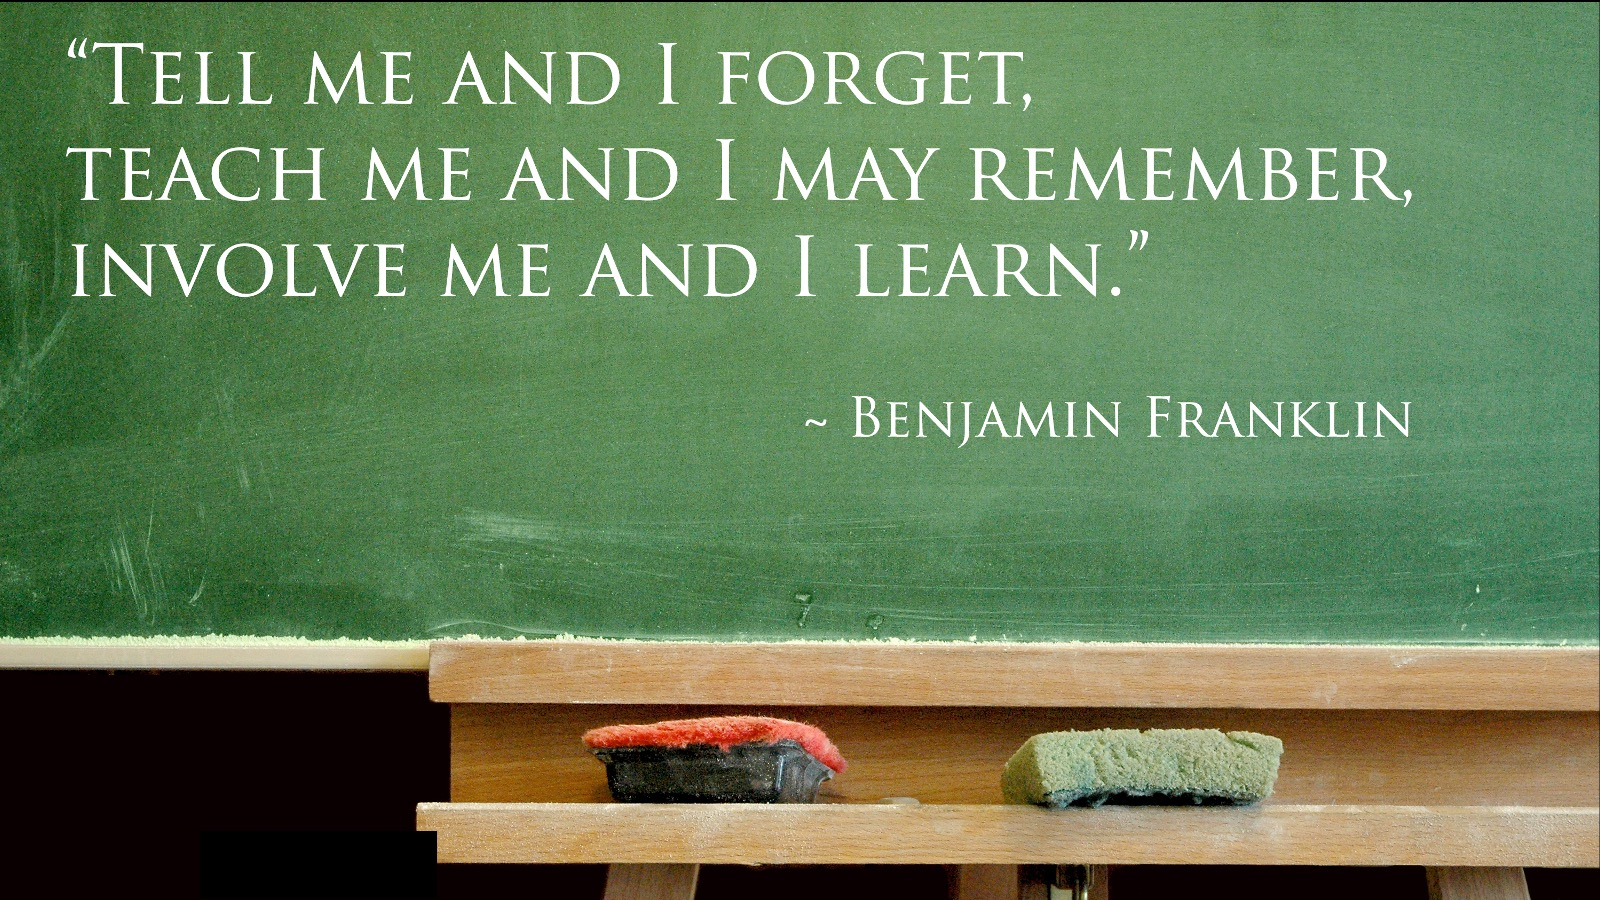 “Tell me and I forget,
teach me and I may remember,
involve me and I learn.”
~ Benjamin Franklin